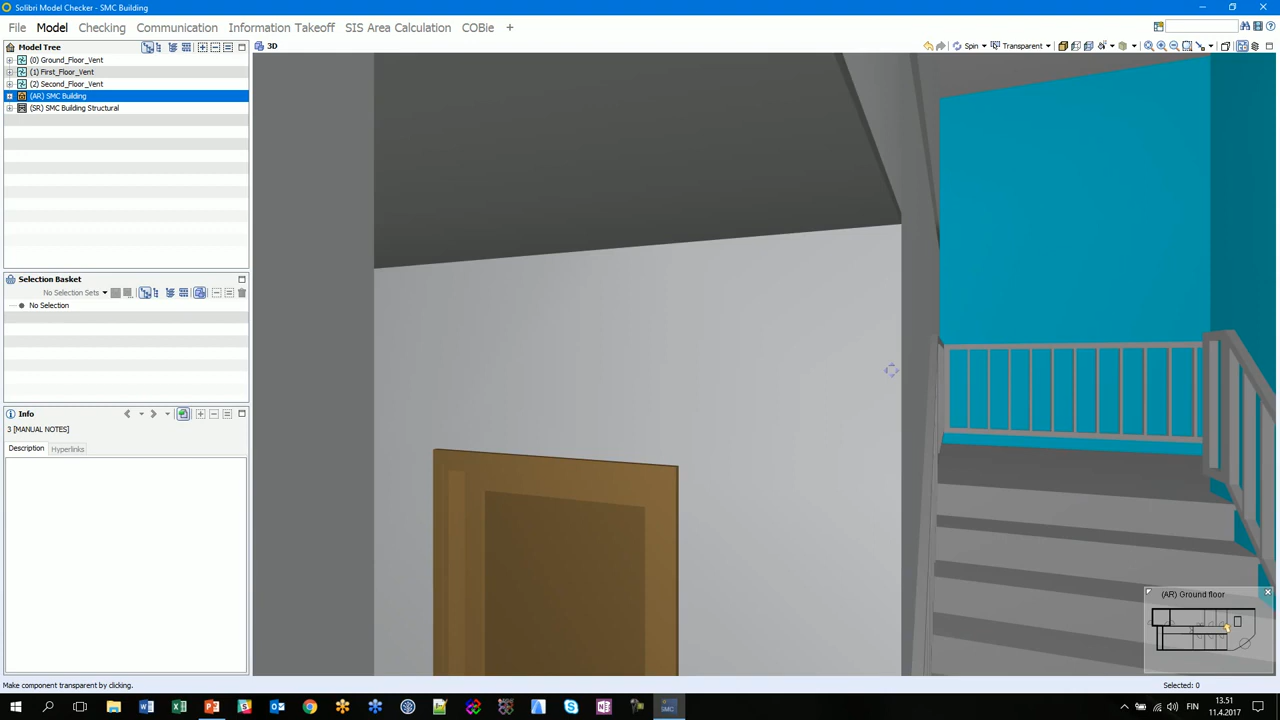 Solibri Model Checker - SMC Building
File Model Checking Communication Information Takeoff SIS Area Calculation COBie +
Model Tree
3D
Spin
Transparent
(0) Ground_Floor_Vent
(1) First_Floor_Vent
(2) Second_Floor_Vent
(AR) SMC Building
(SR) SMC Building Structural
Selection Basket
No Selection Sets
No Selection
Info
3 [MANUAL NOTES]
Description Hyperlinks
(AR) Ground floor
Make component transparent by clicking.
Selected: 0
SMC
FIN
13.51
11.4.2017